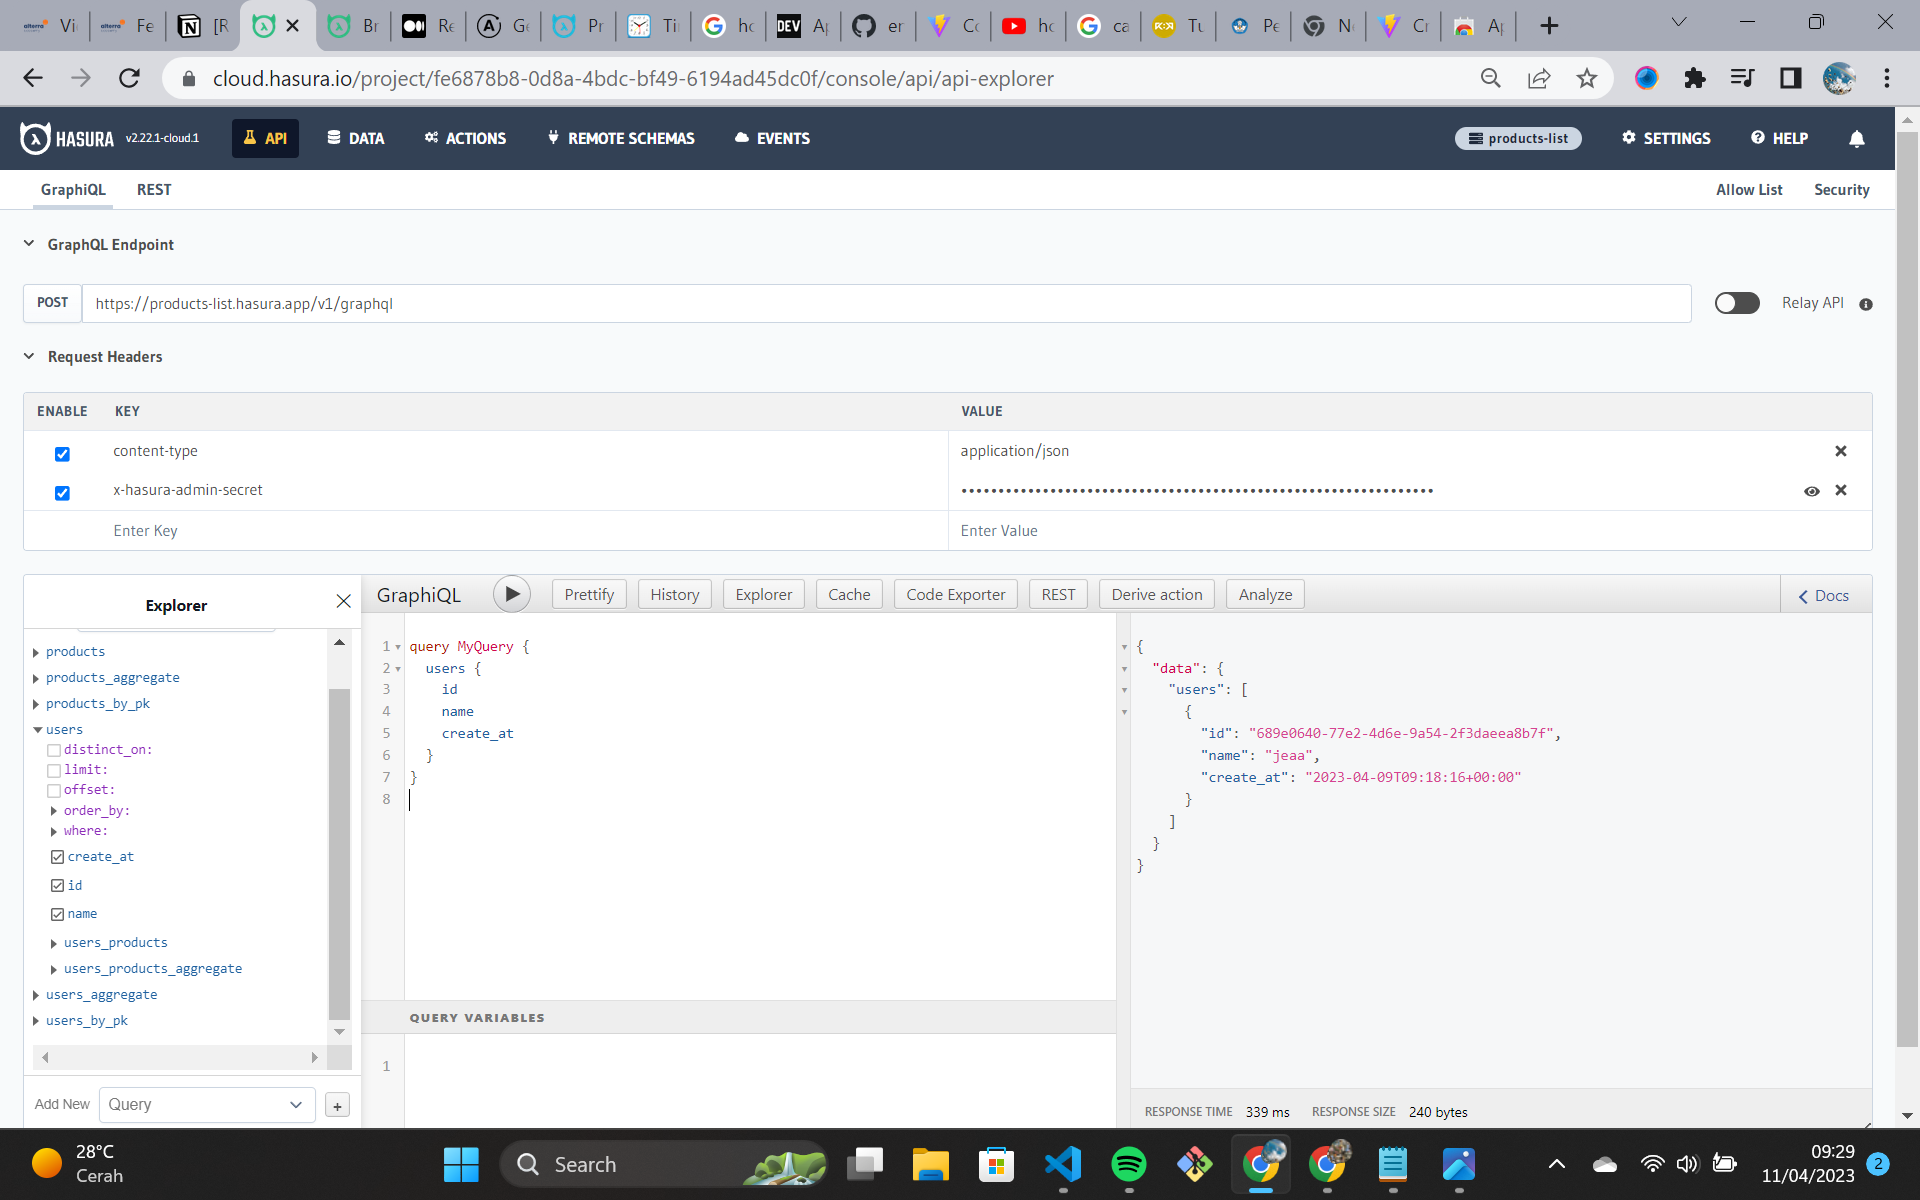 Vi
Fe
[R
Br
Re
Ge
Pr
Ti
ho
DEV
Ap
er
Co
ho
ca
Tu
Pe
Ne
Cr
Ap
cloud.hasura.io/project/fe6878b8-0d8a-4bdc-bf49-6194ad45dc0f/console/api/api-explorer
HASURA v2.22.1-cloud.1 API DATA ACTIONS REMOTE SCHEMAS EVENTS products-list SETTINGS HELP
GraphiQL REST Allow List Security
GraphQL Endpoint
POST https://products-list.hasura.app/v1/graphql Relay API
Request Headers
ENABLE KEY VALUE
content-type application/json
x-hasura-admin-secret ••••••••••••••••••••••••••••••••••••••••••••••••••••••••••••••••
Enter Key Enter Value
Explorer
GraphiQL Prettify History Explorer Cache Code Exporter REST Derive action Analyze Docs
products
products_aggregate
products_by_pk
users
distinct_on:
limit:
offset:
order_by:
where:
create_at
id
name
users_products
users_products_aggregate
users_aggregate
users_by_pk
Add New Query +
1 query MyQuery {
2 users {
3 id
4 name
5 create_at
6 }
7 }
8
QUERY VARIABLES
1
{
"data": {
"users": [
{
"id": "689e0640-77e2-4d6e-9a54-2f3daeea8b7f",
"name": "jeaa",
"create_at": "2023-04-09T09:18:16+00:00"
}
]
}
}
RESPONSE TIME 339 ms RESPONSE SIZE 240 bytes
28°C
Cerah
Search
09:29
11/04/2023
2